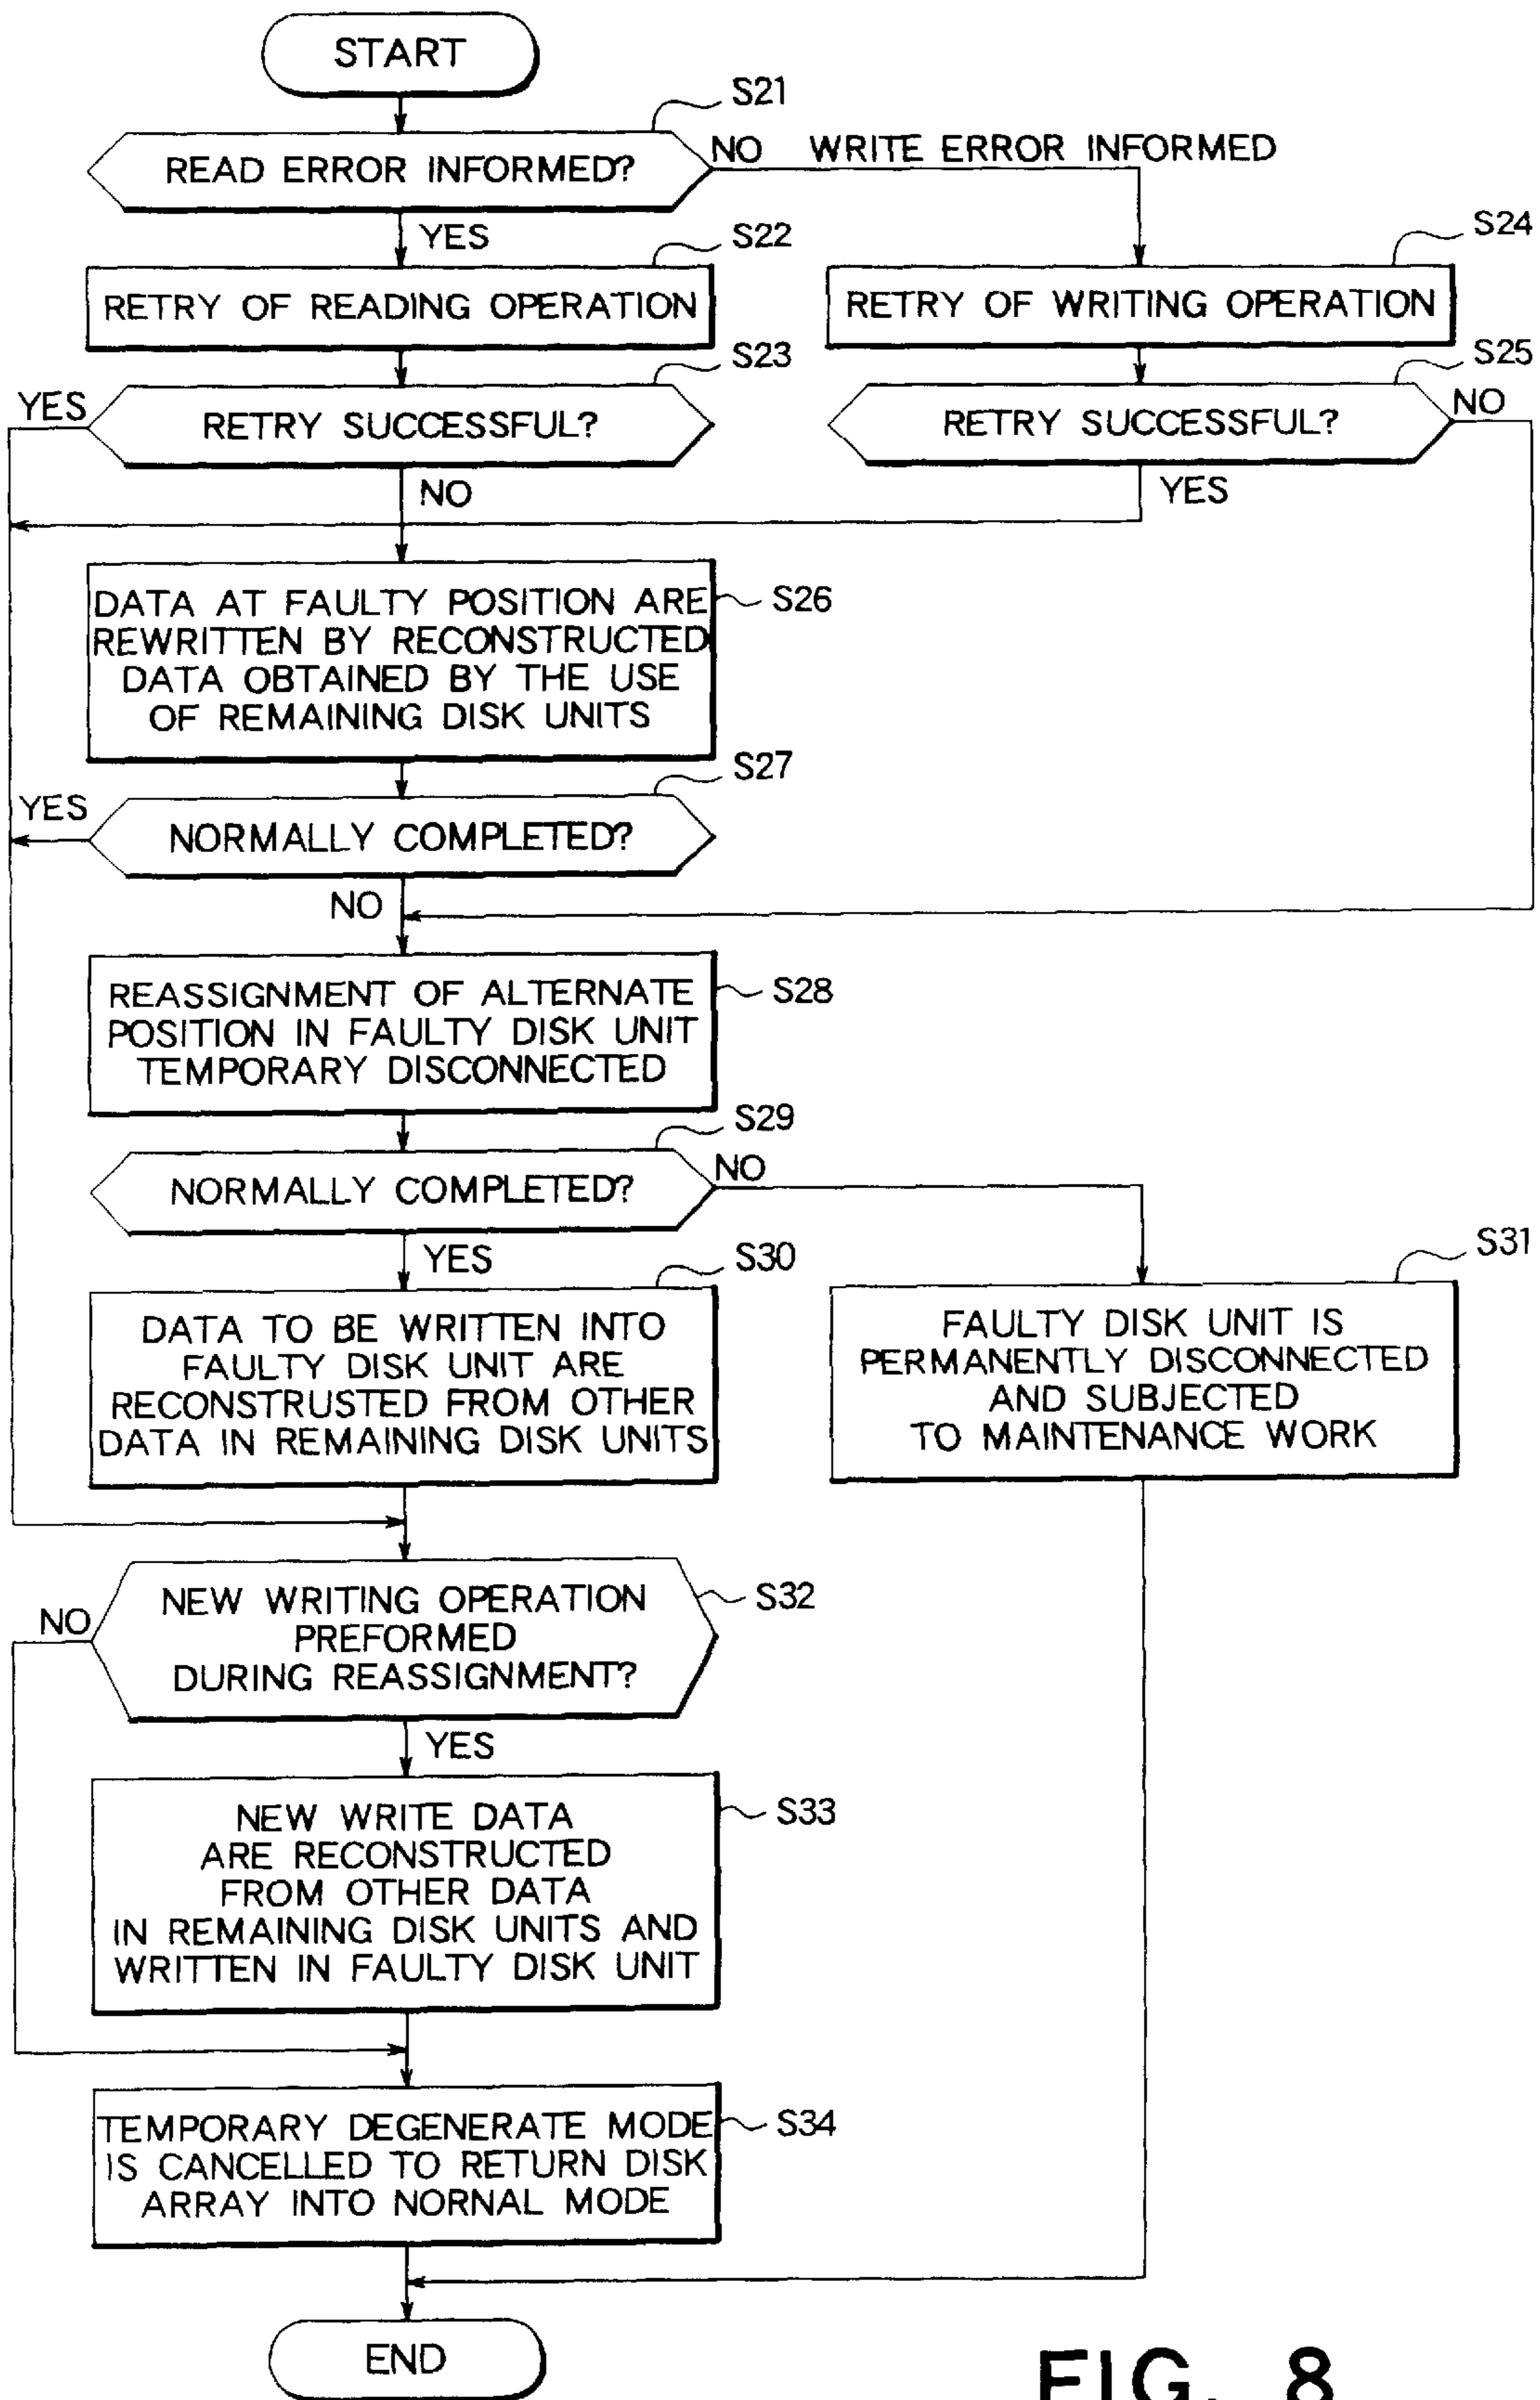 START
S21
READ ERROR INFORMED?
NO WRITE ERROR INFORMED
YES
S22
S24
RETRY OF READING OPERATION
RETRY OF WRITING OPERATION
S23
S25
YES
RETRY SUCCESSFUL?
RETRY SUCCESSFUL?
NO
NO
YES
DATA AT FAULTY POSITION ARE
REWRITTEN BY RECONSTRUCTED
DATA OBTAINED BY THE USE
OF REMAINING DISK UNITS
S26
S27
YES
NORMALLY COMPLETED?
NO
REASSIGNMENT OF ALTERNATE
POSITION IN FAULTY DISK UNIT
TEMPORARY DISCONNECTED
S28
S29
NORMALLY COMPLETED?
NO
YES
S30
S31
DATA TO BE WRITTEN INTO
FAULTY DISK UNIT ARE
RECONSTRUSTED FROM OTHER
DATA IN REMAINING DISK UNITS
FAULTY DISK UNIT IS
PERMANENTLY DISCONNECTED
AND SUBJECTED
TO MAINTENANCE WORK
NEW WRITING OPERATION
PREFORMED
DURING REASSIGNMENT?
S32
NO
YES
NEW WRITE DATA
ARE RECONSTRUCTED
FROM OTHER DATA
IN REMAINING DISK UNITS AND
WRITTEN IN FAULTY DISK UNIT
S33
TEMPORARY DEGENERATE MODE
IS CANCELLED TO RETURN DISK
ARRAY INTO NORNAL MODE
S34
END
FIG. 8